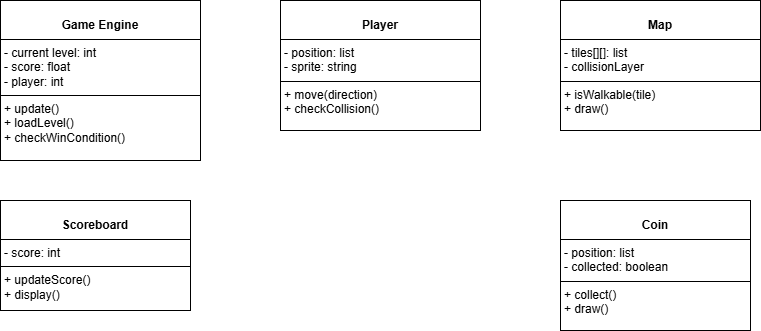 Game Engine
- current level: int
- score: float
- player: int
+ update()
+ loadLevel()
+ checkWinCondition()
Player
- position: list
- sprite: string
+ move(direction)
+ checkCollision()
Map
- tiles[][]: list
- collisionLayer
+ isWalkable(tile)
+ draw()
Scoreboard
- score: int
+ updateScore()
+ display()
Coin
- position: list
- collected: boolean
+ collect()
+ draw()